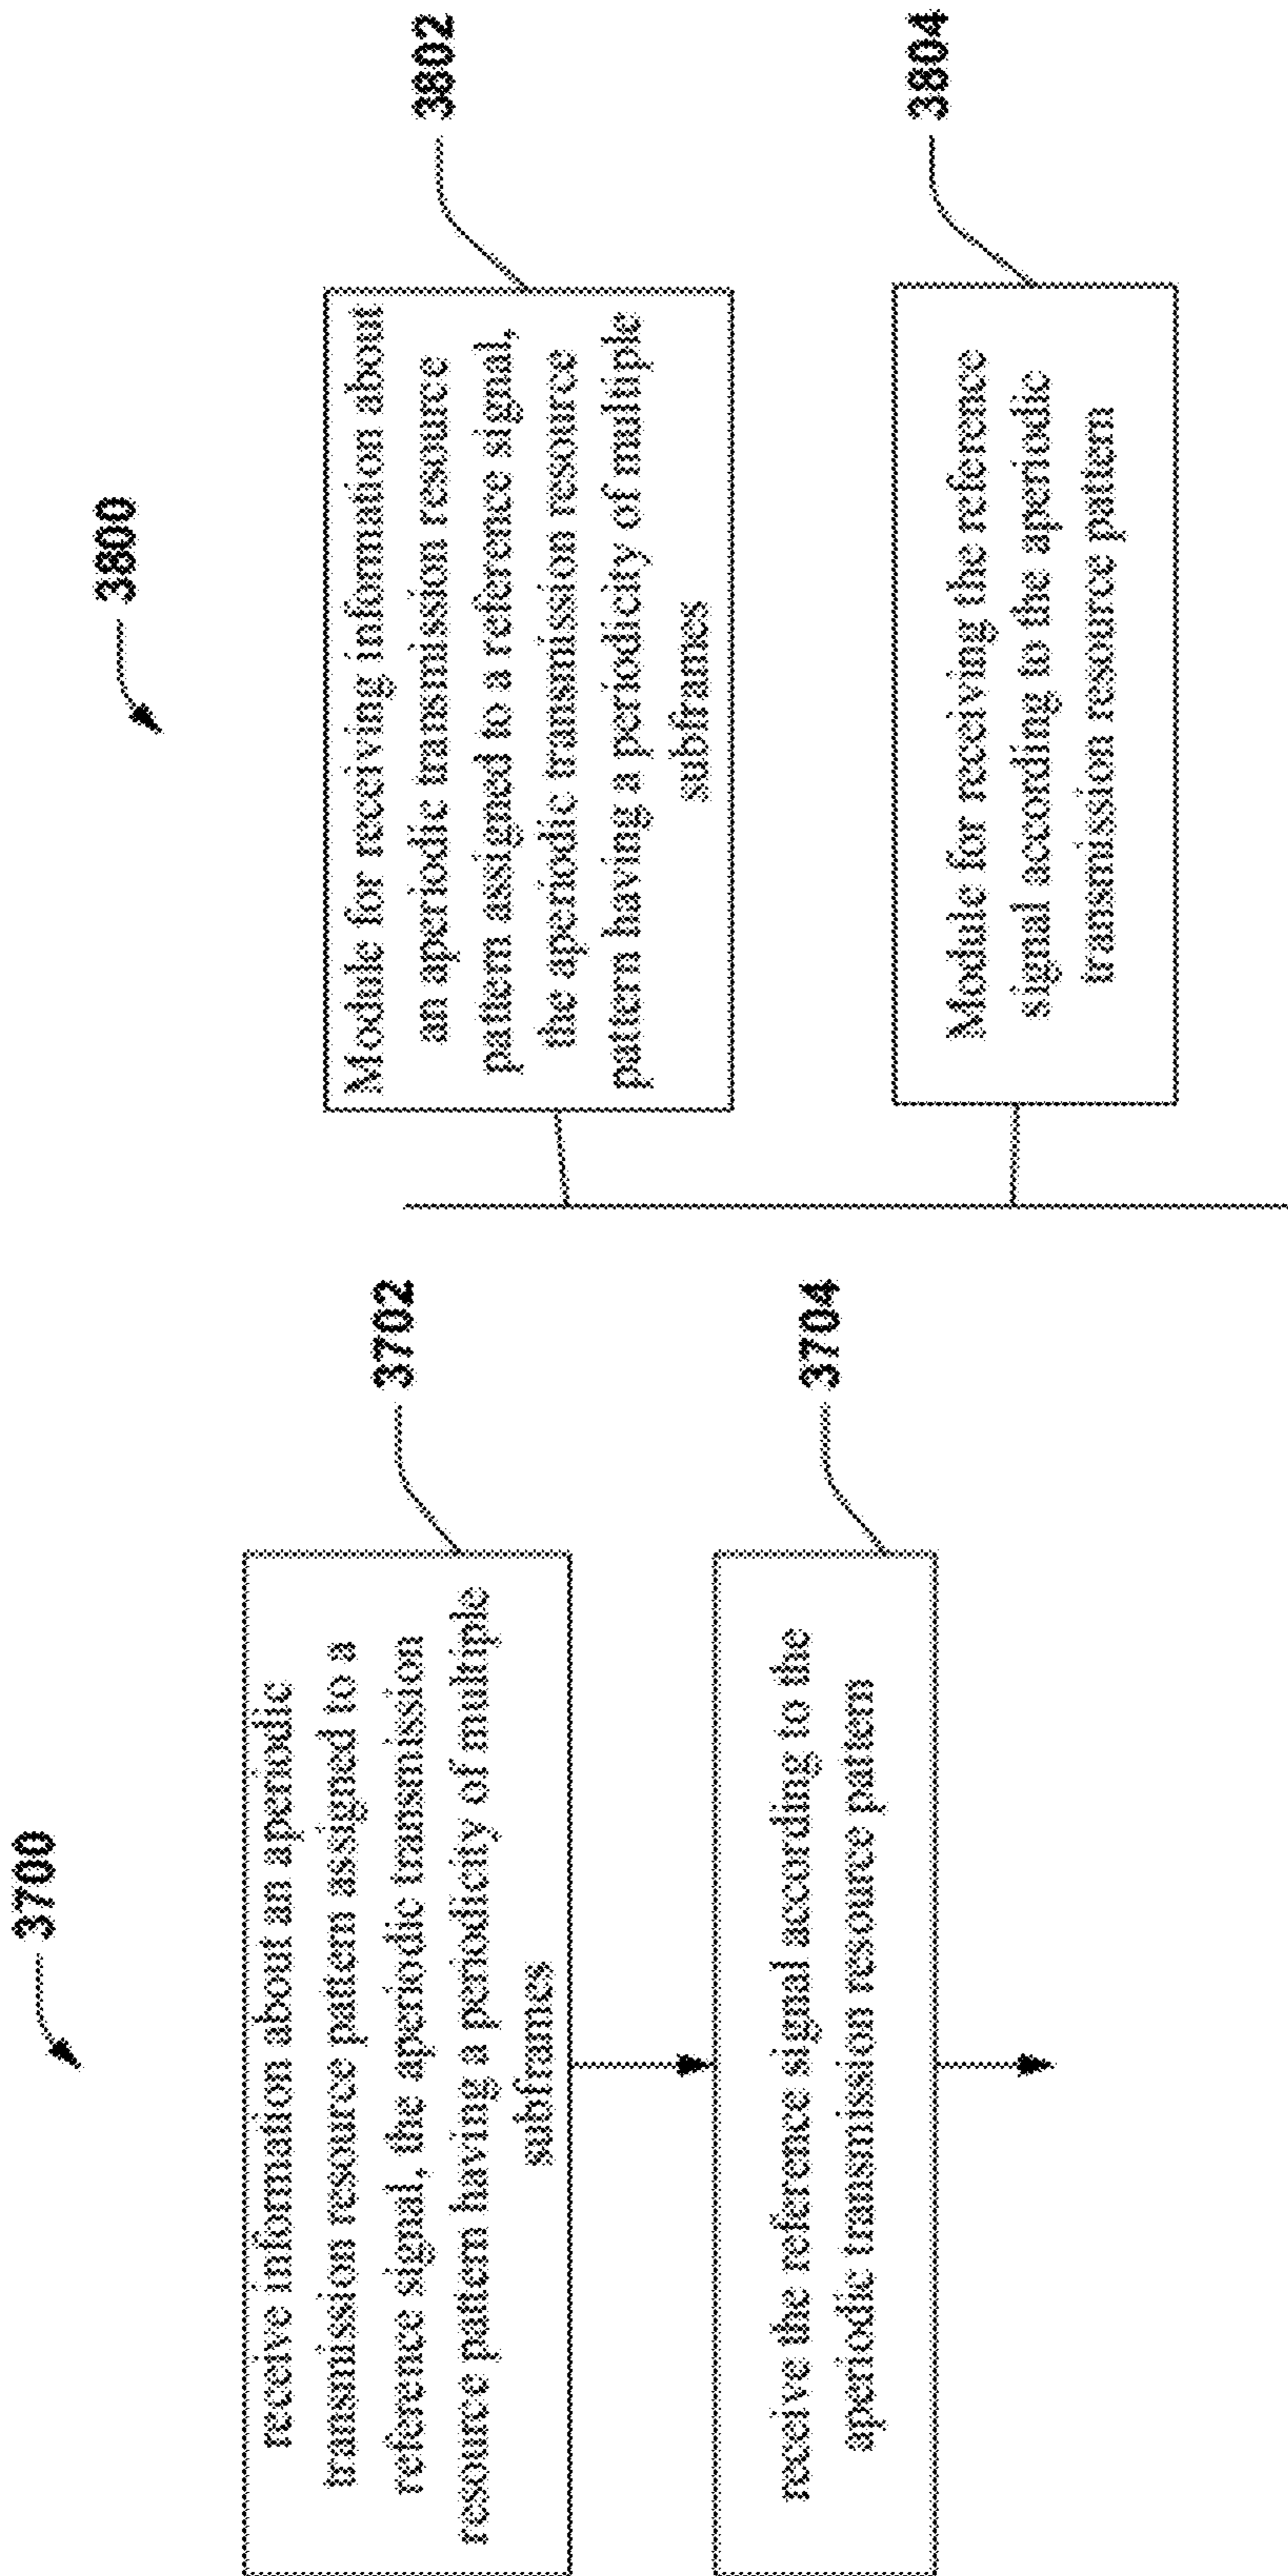 3700
receive information about an aperiodic
transmission resource pattern assigned to a
reference signal, the aperiodic transmission
resource pattern having a periodicity of multiple
subframes
3702
receive the reference signal according to the
aperiodic transmission resource pattern
3704
3800
Module for receiving information about
an aperiodic transmission resource
pattern assigned to a reference signal,
the aperiodic transmission resource
pattern having a periodicity of multiple
subframes
3802
Module for receiving the reference
signal according to the aperiodic
transmission resource pattern
3804